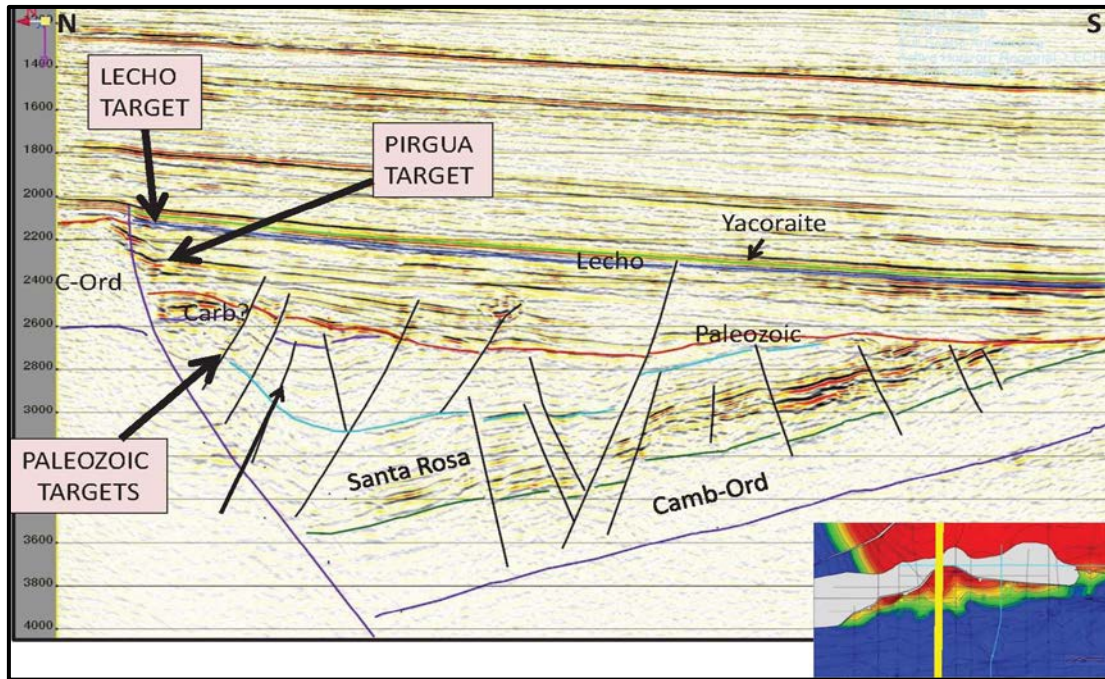 N
S
1400
1600
1800
2000
2200
2400
2600
2800
3000
3200
3400
3600
3800
4000
LECHO
TARGET
PIRGUA
TARGET
Yacoraite
Lecho
C-Ord
Carb?
Paleozoic
PALEOZOIC
TARGETS
Santa Rosa
Camb-Ord